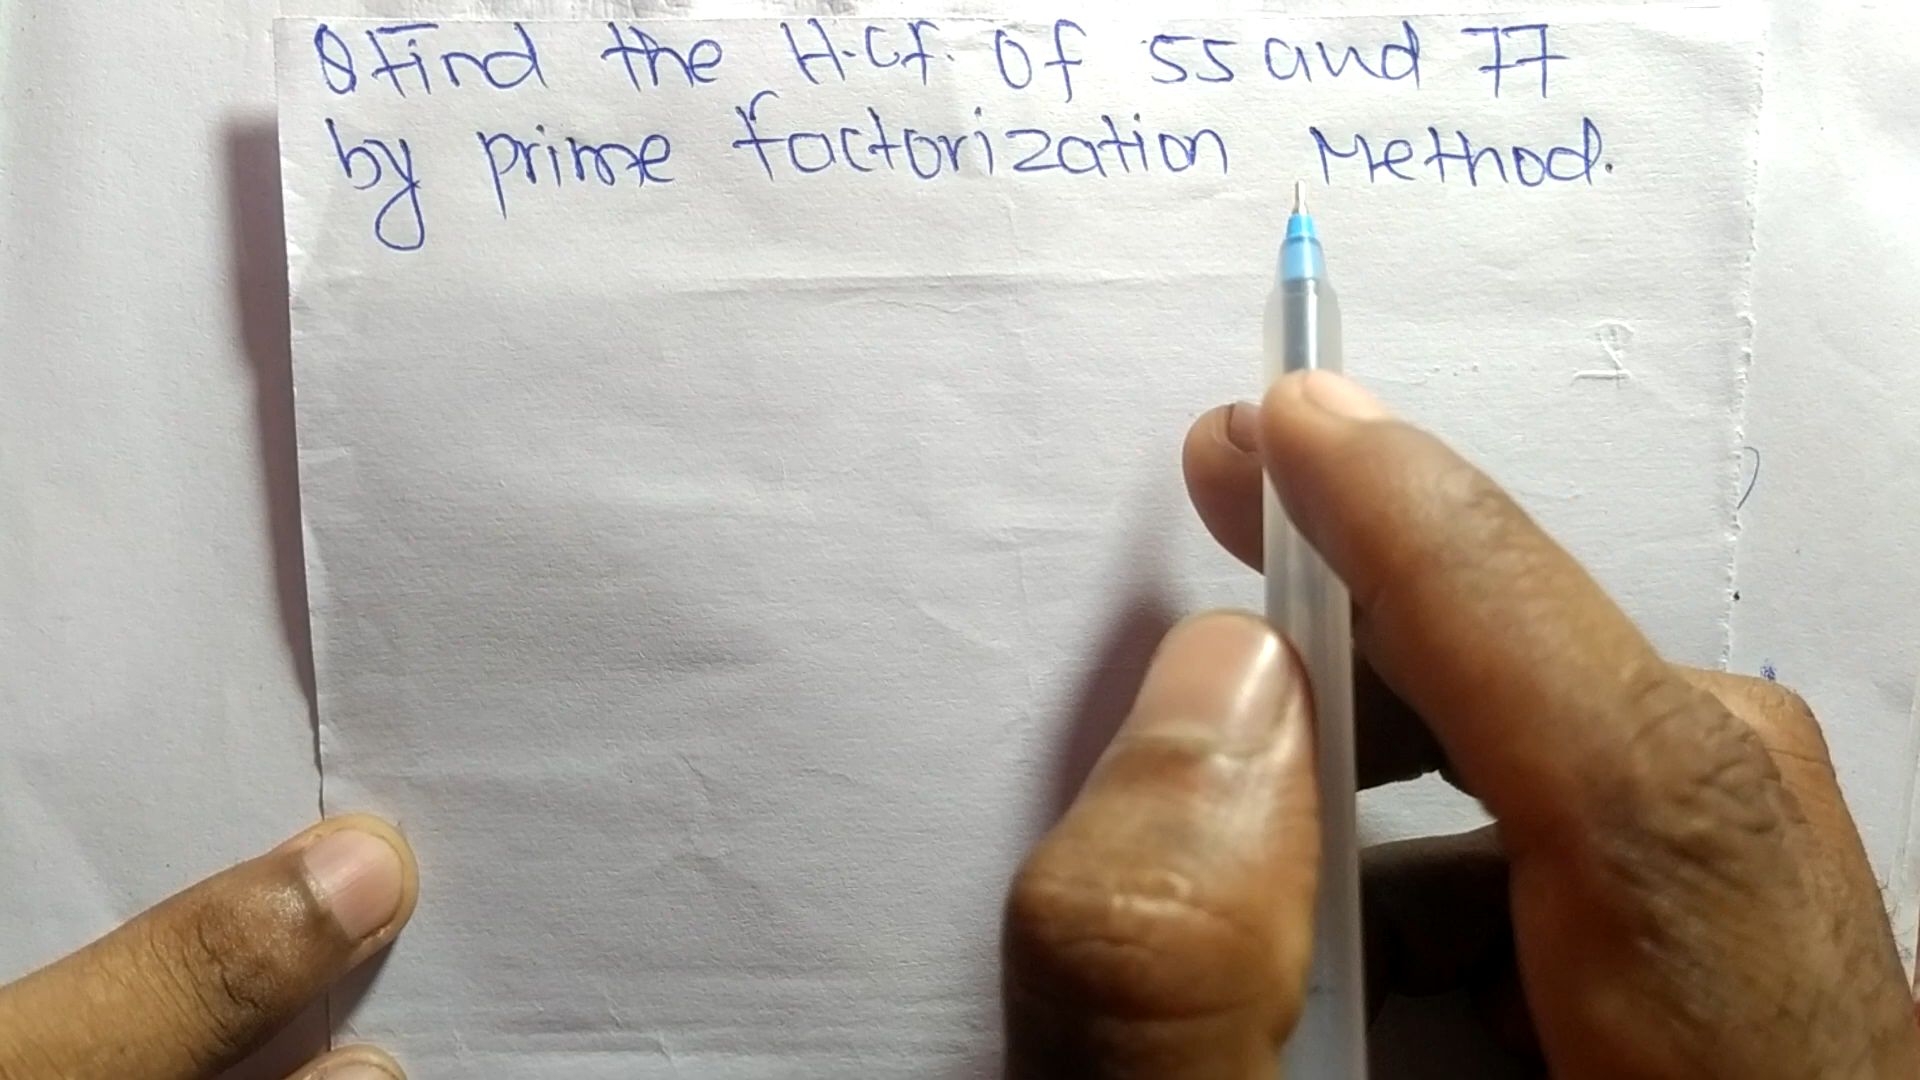 Q Find the H.C.F. Of 55 and 77
by prime factorization Method.